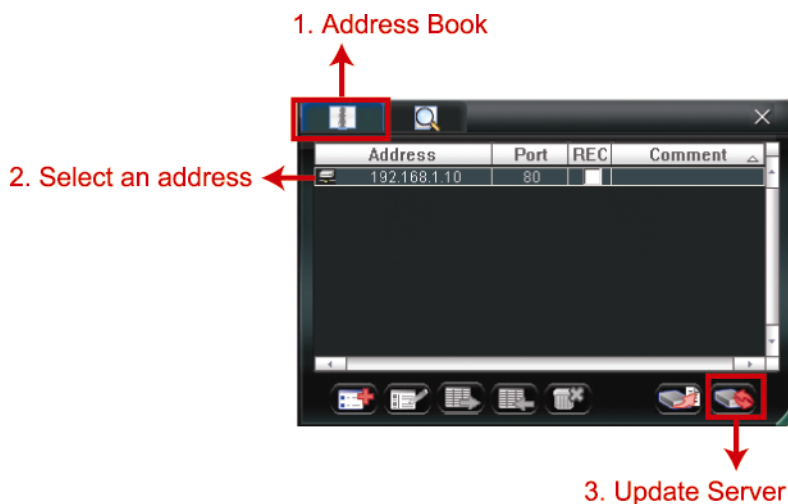 1. Address Book
Address Port REC Comment
2. Select an address
192.168.1.10 80
3. Update Server